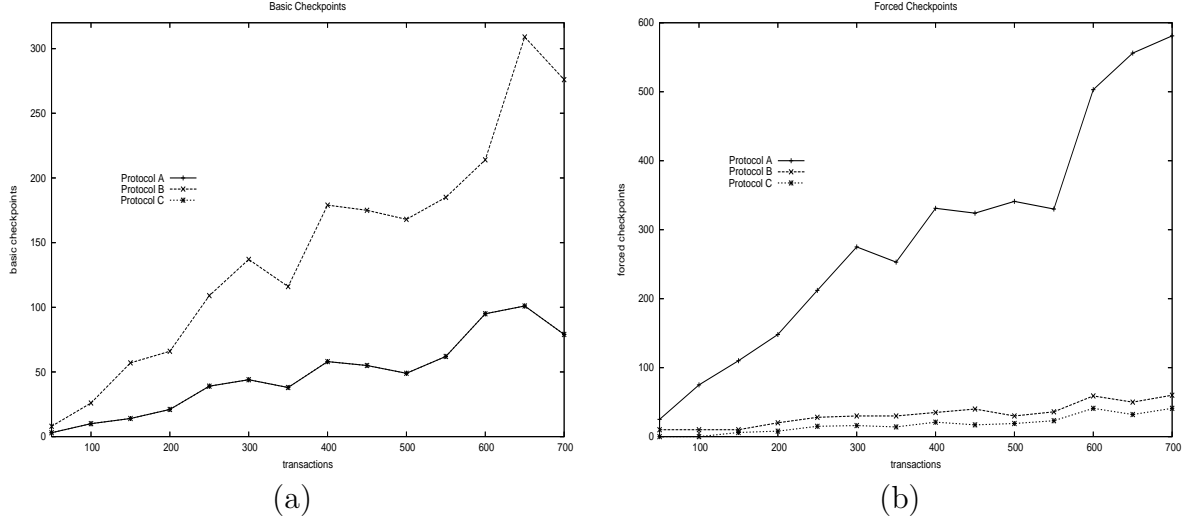 Basic Checkpoints
300
250
200
150
100
50
0
basic checkpoints
Protocol A
Protocol B
Protocol C
100 200 300 400 500 600 700
transactions
(a)
Forced Checkpoints
600
500
400
300
200
100
0
forced checkpoints
Protocol A
Protocol B
Protocol C
100 200 300 400 500 600 700
transactions
(b)